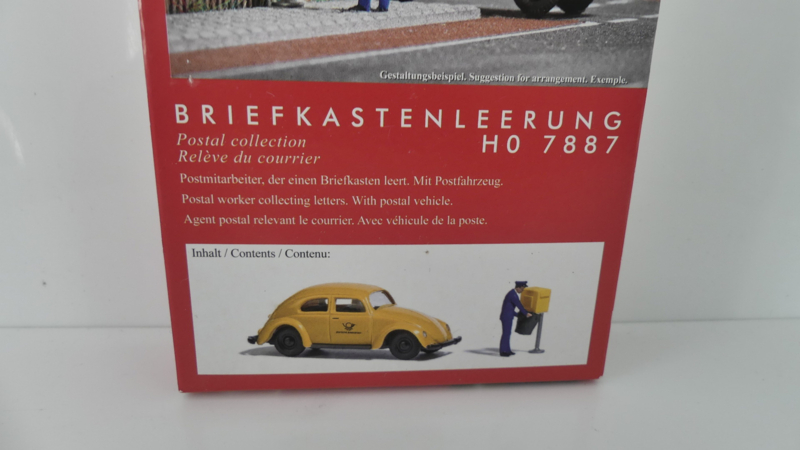 Gestaltungsbeispiel. Suggestion for arrangement. Exemple.
BRIEFKASTENLEERUNG
Postal collection
H0 7887
Relève du courrier
Postmitarbeiter, der einen Briefkasten leert. Mit Postfahrzeug.
Postal worker collecting letters. With postal vehicle.
Agent postal relevant le courrier. Avec véhicule de la poste.
Inhalt / Contents / Contenu: